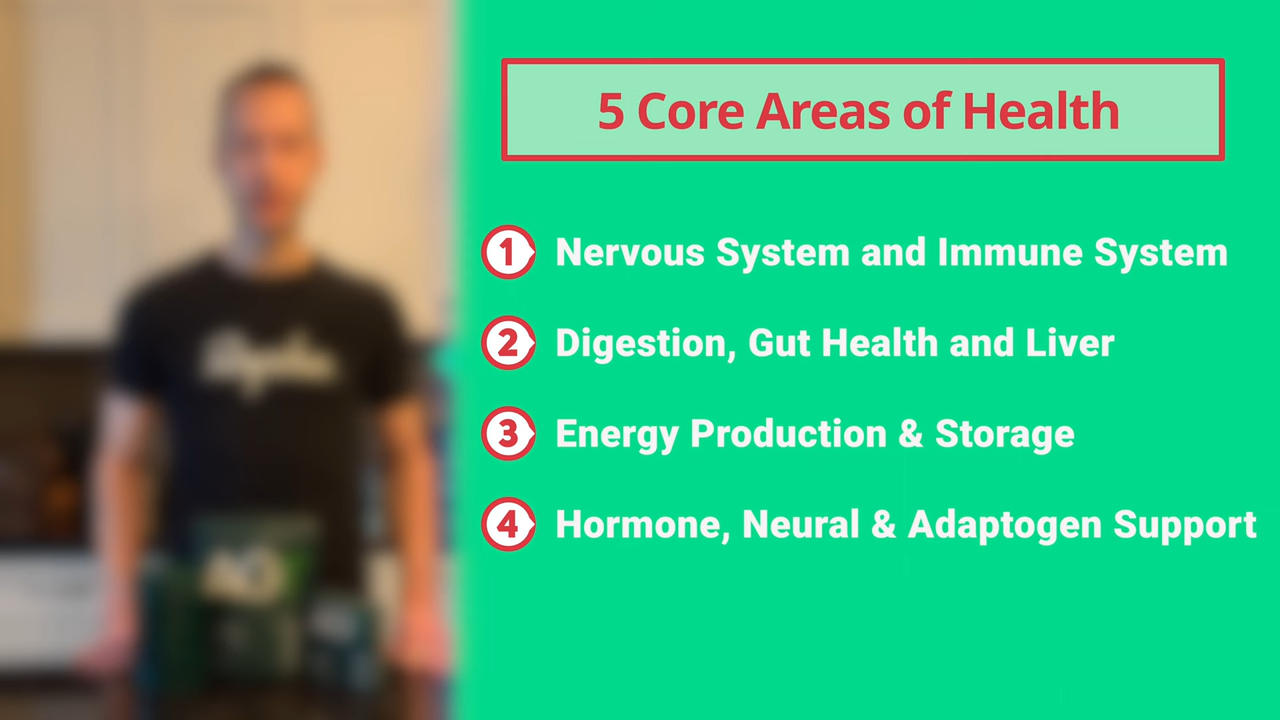 5 Core Areas of Health
1 Nervous System and Immune System
2 Digestion, Gut Health and Liver
3 Energy Production & Storage
4 Hormone, Neural & Adaptogen Support